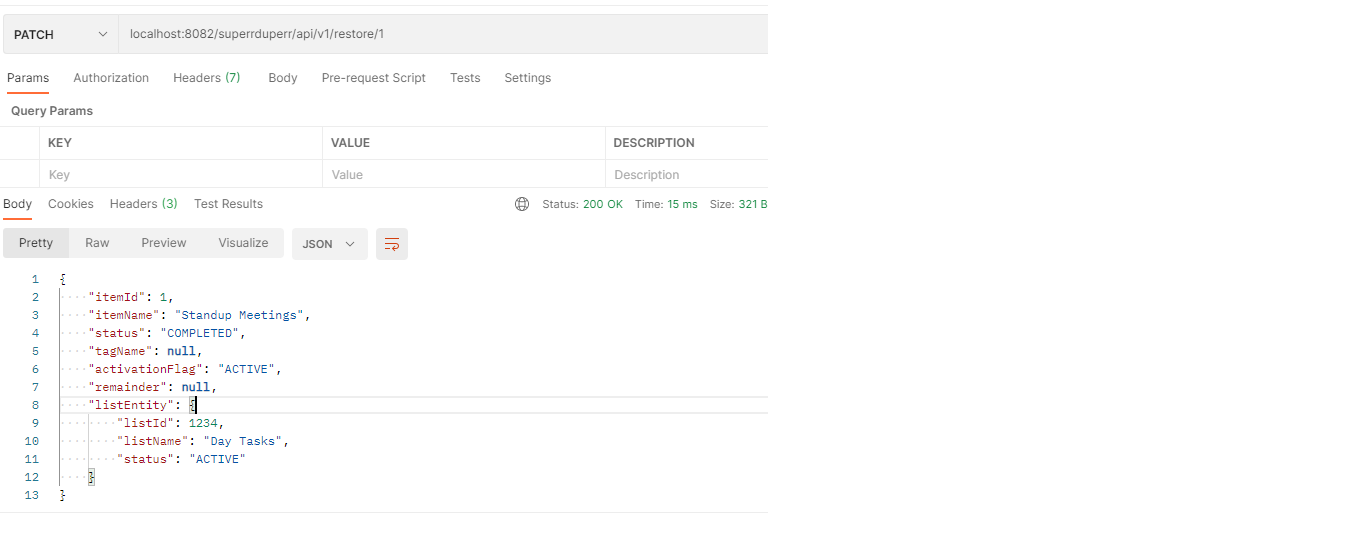 PATCH localhost:8082/superrduperr/api/v1/restore/1
Params Authorization Headers (7) Body Pre-request Script Tests Settings
Query Params
KEY VALUE DESCRIPTION
Key Value Description
Body Cookies Headers (3) Test Results Status: 200 OK Time: 15 ms Size: 321 B
Pretty Raw Preview Visualize JSON
1 {
2 "itemId": 1,
3 "itemName": "Standup Meetings",
4 "status": "COMPLETED",
5 "tagName": null,
6 "activationFlag": "ACTIVE",
7 "remainder": null,
8 "listEntity": {
9 "listId": 1234,
10 "listName": "Day Tasks",
11 "status": "ACTIVE"
12 }
13 }